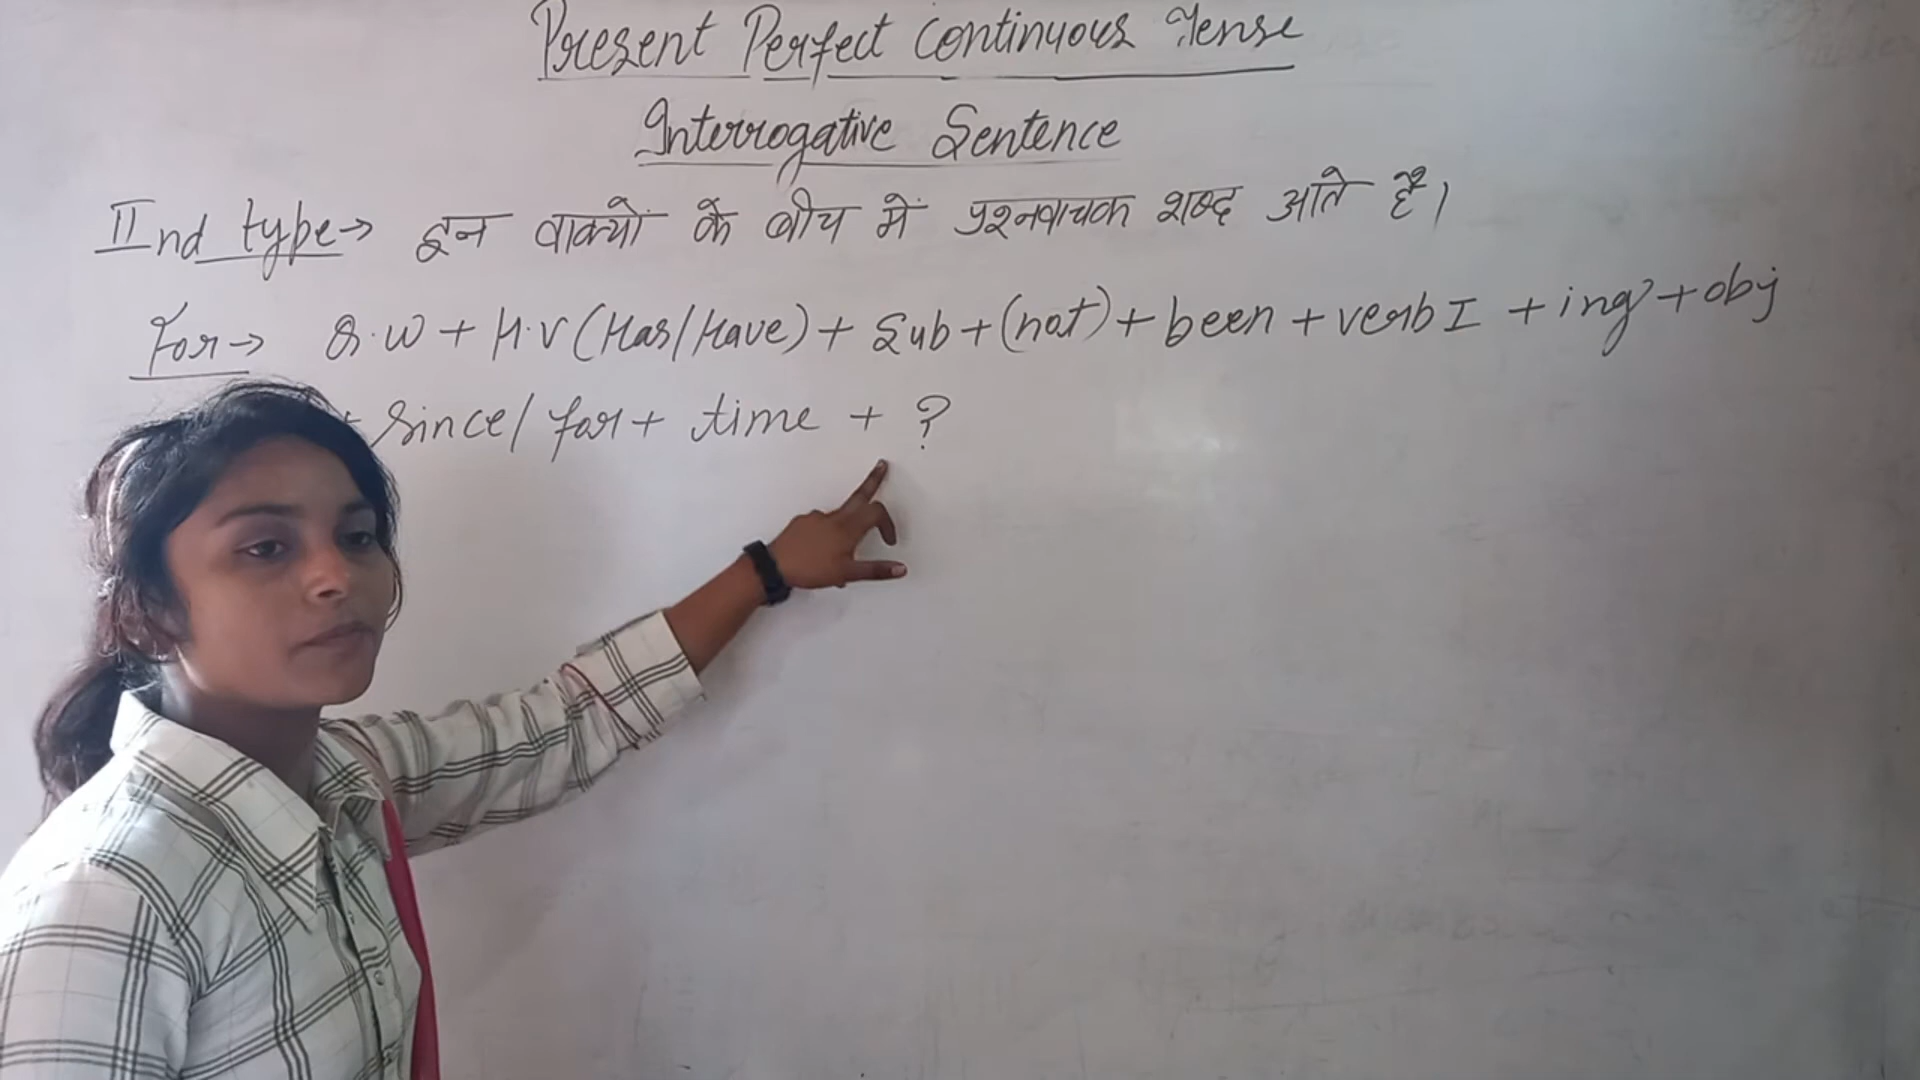 Present Perfect Continuous Tense
Interrogative Sentence
IInd type→ इन वाक्यों के बीच में प्रश्नवाचक शब्द आते हैं।
For→ Q.W + H.V (Has/Have) + Sub + (not) + been + verb I + ing + obj
+ Since/ for + time + ?